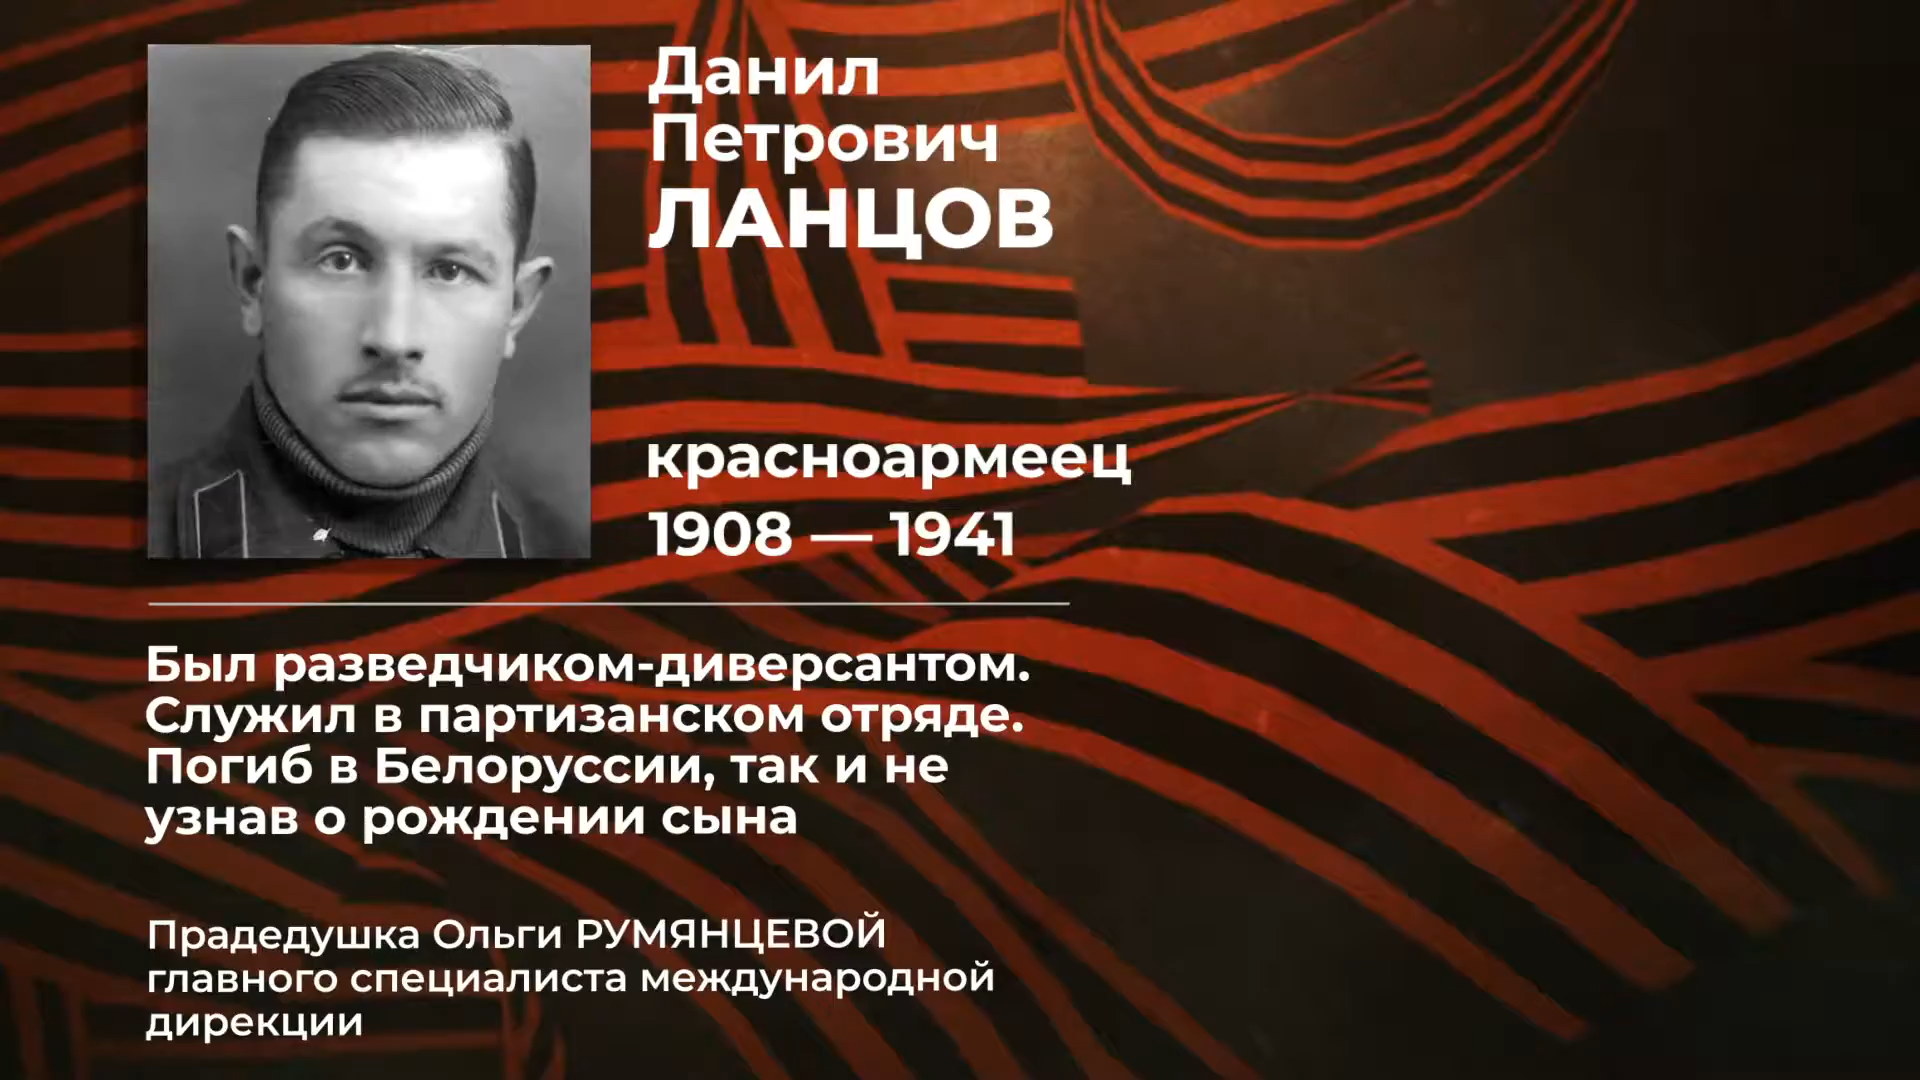 Данил
Петрович
ЛАНЦОВ
красноармеец
1908 — 1941
Был разведчиком-диверсантом.
Служил в партизанском отряде.
Погиб в Белоруссии, так и не
узнав о рождении сына
Прадедушка Ольги РУМЯНЦЕВОЙ
главного специалиста международной
дирекции